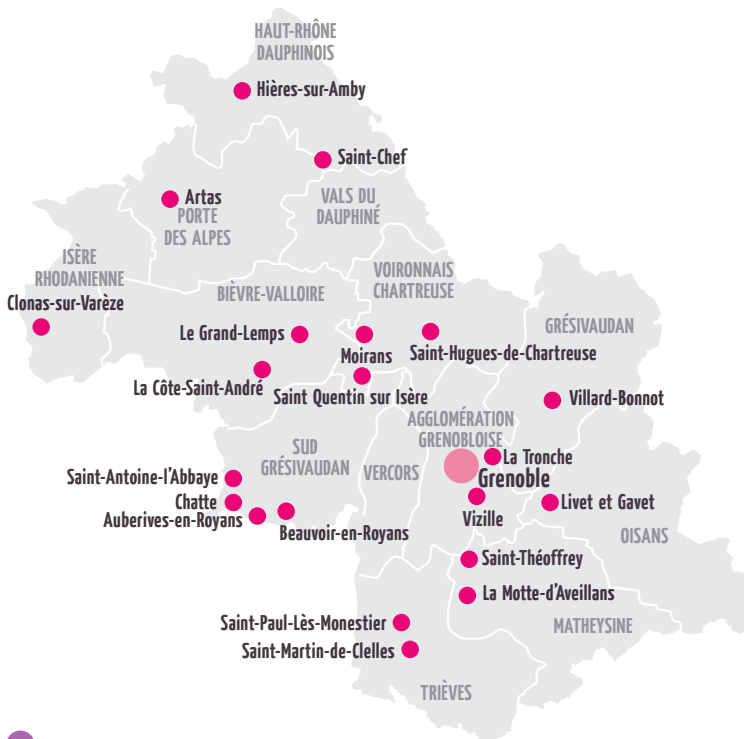 HAUT-RHÔNE
DAUPHINOIS
Hières-sur-Amby
Saint-Chef
Artas
PORTE
DES ALPES
VALS DU
DAUPHINÉ
ISÈRE
RHODANIENNE
Clonas-sur-Varèze
BIÈVRE-VALLOIRE
VOIRONNAIS
CHARTREUSE
GRÉSIVAUDAN
Le Grand-Lemps
Moirans
Saint-Hugues-de-Chartreuse
La Côte-Saint-André
Saint Quentin sur Isère
Villard-Bonnot
AGGLOMÉRATION
GRENOBLOISE
SUD
GRÉSIVAUDAN
VERCORS
La Tronche
Grenoble
Saint-Antoine-l'Abbaye
Chatte
Auberives-en-Royans
Beauvoir-en-Royans
Vizille
Livet et Gavet
OISANS
Saint-Théoffrey
La Motte-d'Aveillans
Saint-Paul-Lès-Monestier
MATHEYSINE
Saint-Martin-de-Clelles
TRIÈVES